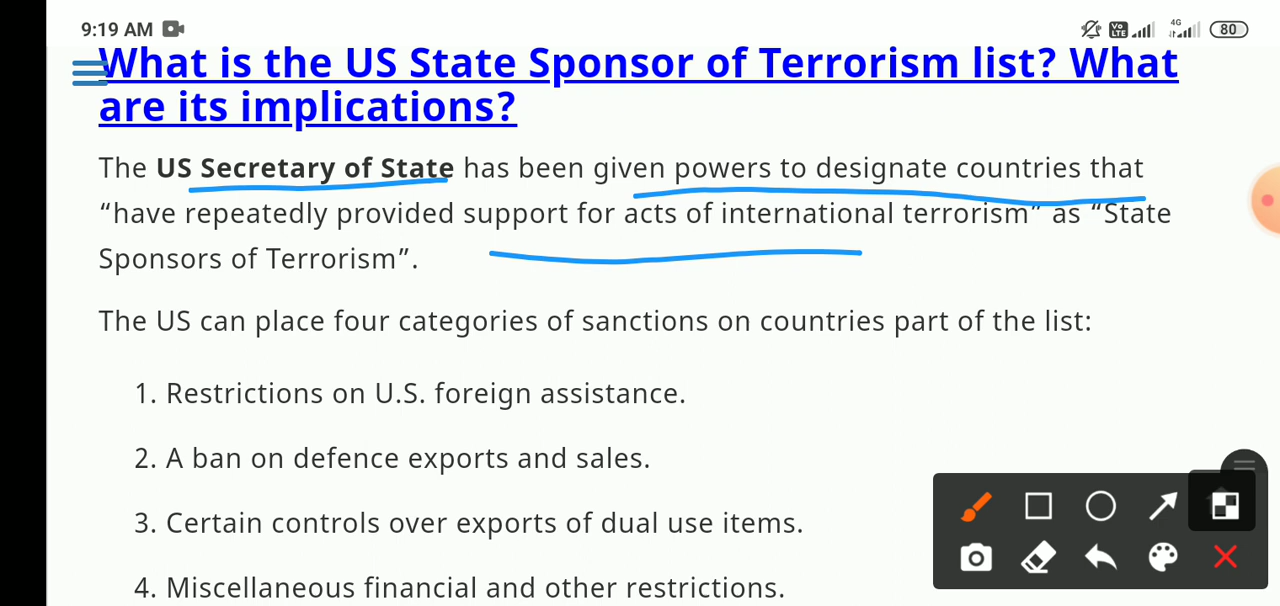 9:19 AM
Vo LTE
4G
80
What is the US State Sponsor of Terrorism list? What
are its implications?
The US Secretary of State has been given powers to designate countries that
“have repeatedly provided support for acts of international terrorism” as “State
Sponsors of Terrorism”.
The US can place four categories of sanctions on countries part of the list:
1. Restrictions on U.S. foreign assistance.
2. A ban on defence exports and sales.
3. Certain controls over exports of dual use items.
4. Miscellaneous financial and other restrictions.